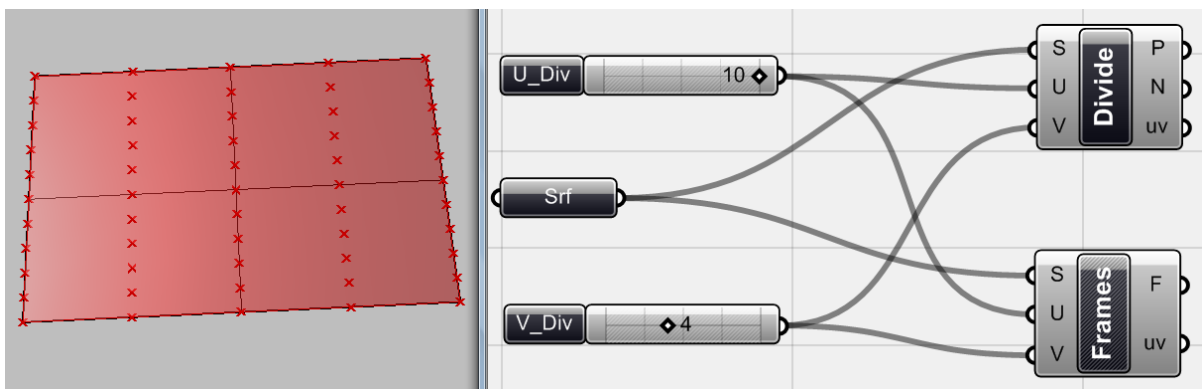 U_Div 10
Srf
V_Div 4
S P
U N
V uv
Divide
S F
U
V uv
Frames